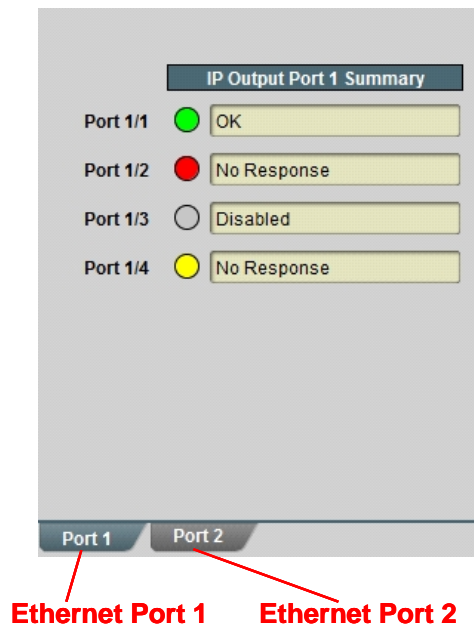 IP Output Port 1 Summary
Port 1/1 OK
Port 1/2 No Response
Port 1/3 Disabled
Port 1/4 No Response
Port 1 Port 2
Ethernet Port 1 Ethernet Port 2